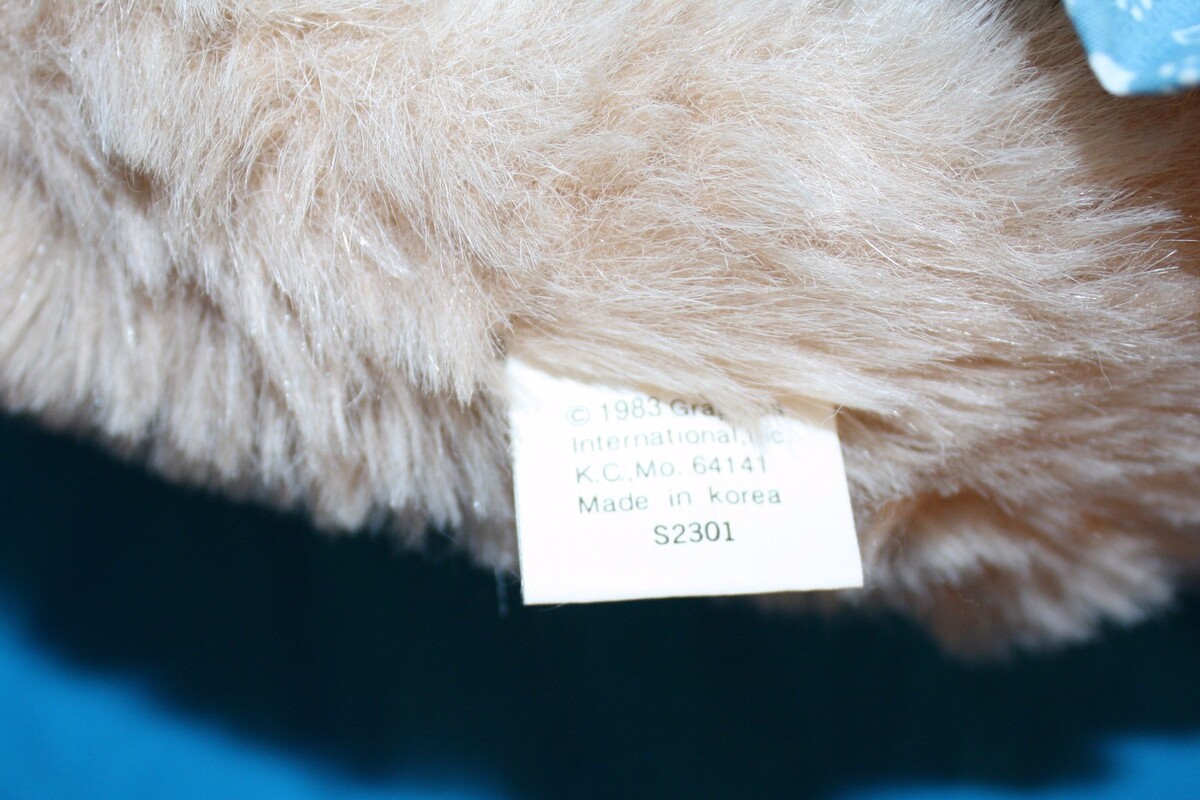 © 1983
International, Inc.
K.C., Mo. 64141
Made in korea
S2301